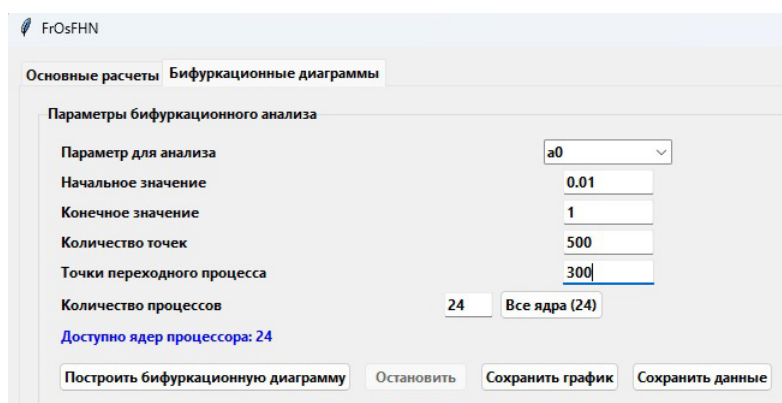 FrOsFHN
Основные расчеты Бифуркационные диаграммы
Параметры бифуркационного анализа
Параметр для анализа a0
Начальное значение 0.01
Конечное значение 1
Количество точек 500
Точки переходного процесса 300
Количество процессов 24 Все ядра (24)
Доступно ядер процессора: 24
Построить бифуркационную диаграмму Остановить Сохранить график Сохранить данные